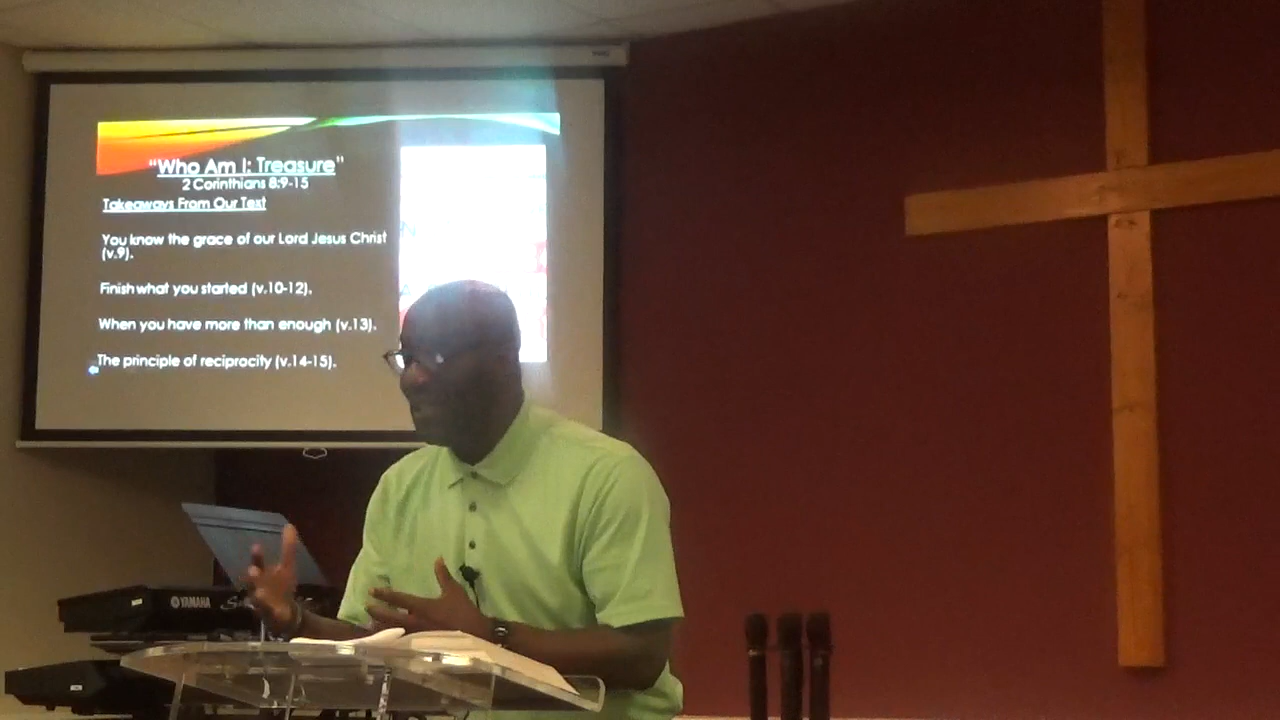 "Who Am I: Treasure"
2 Corinthians 8:9-15
Takeaways From Our Text
You know the grace of our Lord Jesus Christ
(v.9).
Finish what you started (v.10-12).
When you have more than enough (v.13).
The principle of reciprocity (v.14-15).
YAMAHA